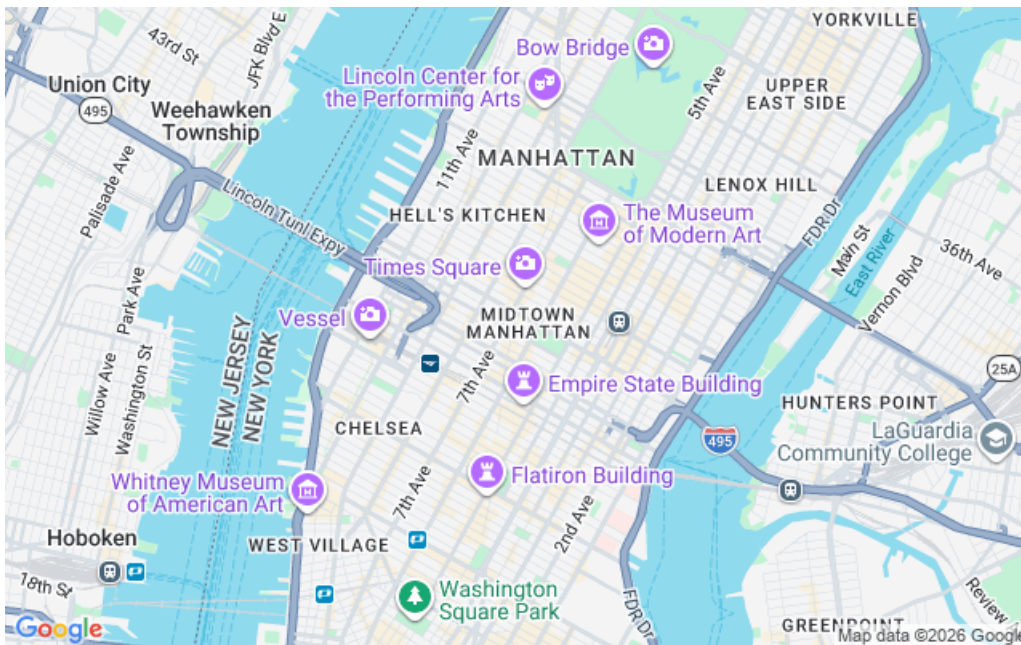 YORKVILLE
43rd St
JFK Blvd E
Bow Bridge
Union City
Lincoln Center for
the Performing Arts
UPPER
EAST SIDE
5th Ave
495
Weehawken
Township
11th Ave
MANHATTAN
Palisade Ave
Lincoln Tunl Expy
LENOX HILL
HELL'S KITCHEN
The Museum
of Modern Art
FDR Dr
Main St
East River
36th Ave
Times Square
Vernon Blvd
Park Ave
Vessel
MIDTOWN
MANHATTAN
NEW JERSEY
NEW YORK
Willow Ave
Washington St
7th Ave
Empire State Building
25A
HUNTERS POINT
CHELSEA
495
LaGuardia
Community College
Whitney Museum
of American Art
7th Ave
Flatiron Building
2nd Ave
Hoboken
WEST VILLAGE
18th St
Washington
Square Park
FDR Dr
Review
GREENPOINT
Google
Map data ©2026 Google